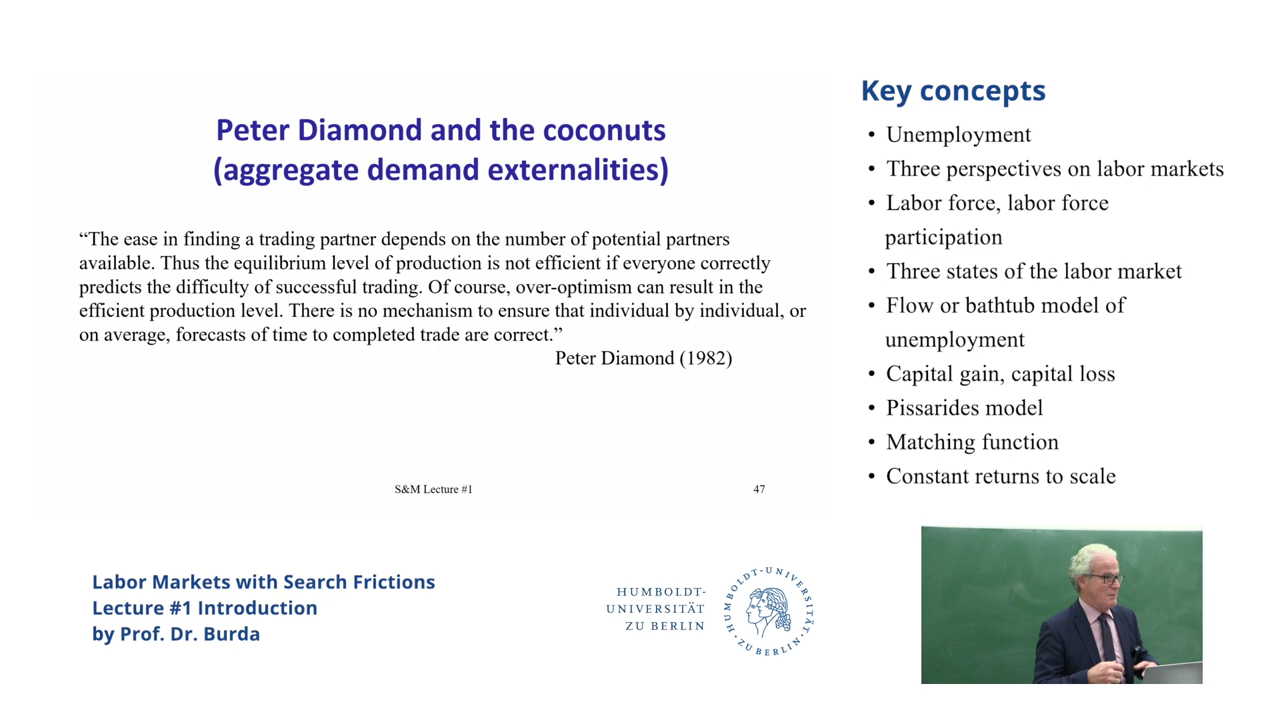 Peter Diamond and the coconuts
(aggregate demand externalities)
“The ease in finding a trading partner depends on the number of potential partners
available. Thus the equilibrium level of production is not efficient if everyone correctly
predicts the difficulty of successful trading. Of course, over-optimism can result in the
efficient production level. There is no mechanism to ensure that individual by individual, or
on average, forecasts of time to completed trade are correct.”
Peter Diamond (1982)
S&M Lecture #1
47
Key concepts
• Unemployment
• Three perspectives on labor markets
• Labor force, labor force
participation
• Three states of the labor market
• Flow or bathtub model of
unemployment
• Capital gain, capital loss
• Pissarides model
• Matching function
• Constant returns to scale
Labor Markets with Search Frictions
Lecture #1 Introduction
by Prof. Dr. Burda
HUMBOLDT-
UNIVERSITÄT
ZU BERLIN
HUMBOLDT-UNIVERSITÄT
·ZU BERLIN·